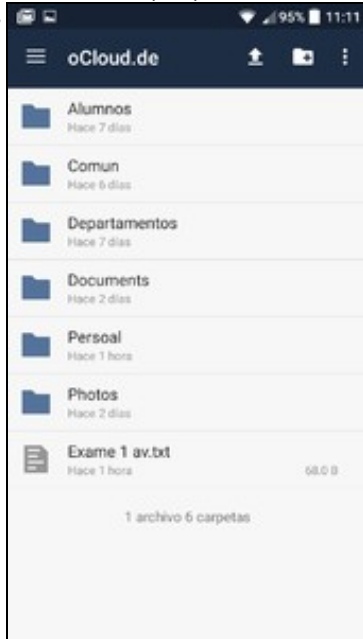 95% 11:11
oCloud.de
Alumnos
Hace 7 días
Comun
Hace 6 días
Departamentos
Hace 7 días
Documents
Hace 2 días
Persoal
Hace 1 hora
Photos
Hace 2 días
Exame 1 av.txt
Hace 1 hora 68.0 B
1 archivo 6 carpetas